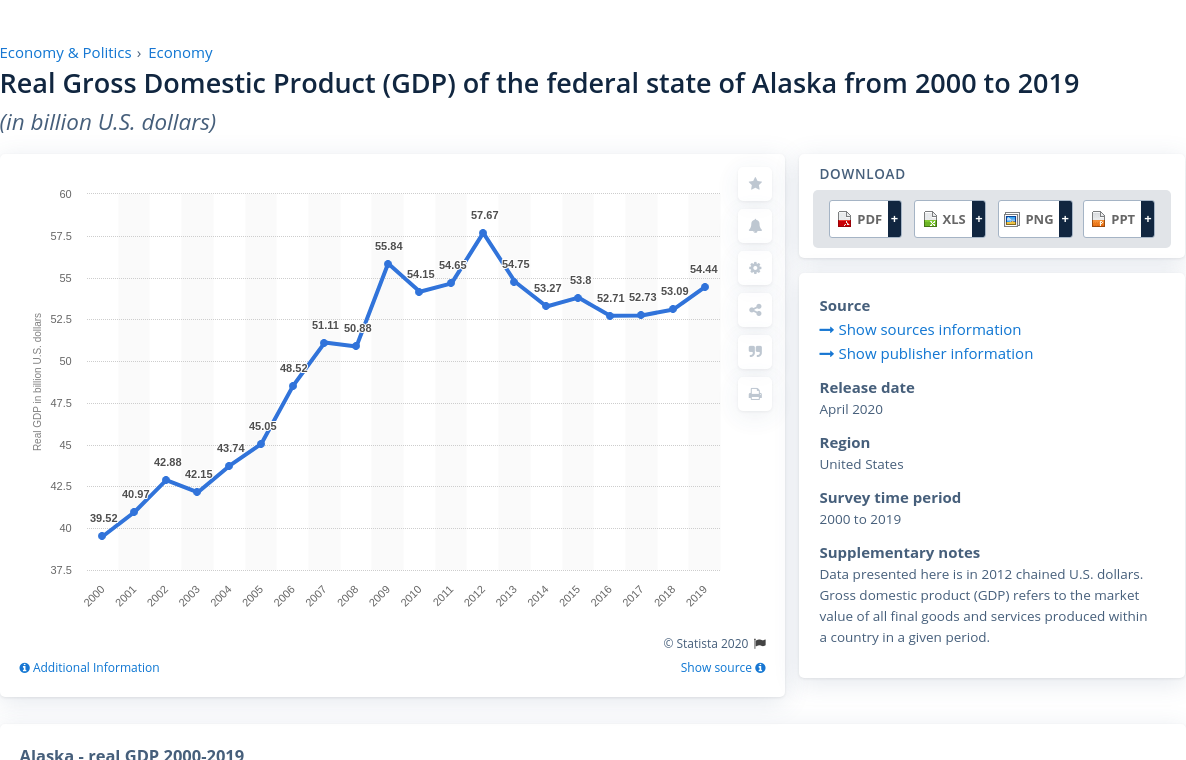 Economy & Politics › Economy
Real Gross Domestic Product (GDP) of the federal state of Alaska from 2000 to 2019
(in billion U.S. dollars)
60
57.5
55
52.5
50
47.5
45
42.5
40
37.5
Real GDP in billion U.S. dollars
39.52
40.97
42.88
42.15
43.74
45.05
48.52
51.11
50.88
55.84
54.15
54.65
57.67
54.75
53.27
53.8
52.71
52.73
53.09
54.44
2000
2001
2002
2003
2004
2005
2006
2007
2008
2009
2010
2011
2012
2013
2014
2015
2016
2017
2018
2019
© Statista 2020
Additional Information
Show source
DOWNLOAD
PDF + XLS + PNG + PPT +
Source
Show sources information
Show publisher information
Release date
April 2020
Region
United States
Survey time period
2000 to 2019
Supplementary notes
Data presented here is in 2012 chained U.S. dollars.
Gross domestic product (GDP) refers to the market
value of all final goods and services produced within
a country in a given period.
Alaska - real GDP 2000-2019